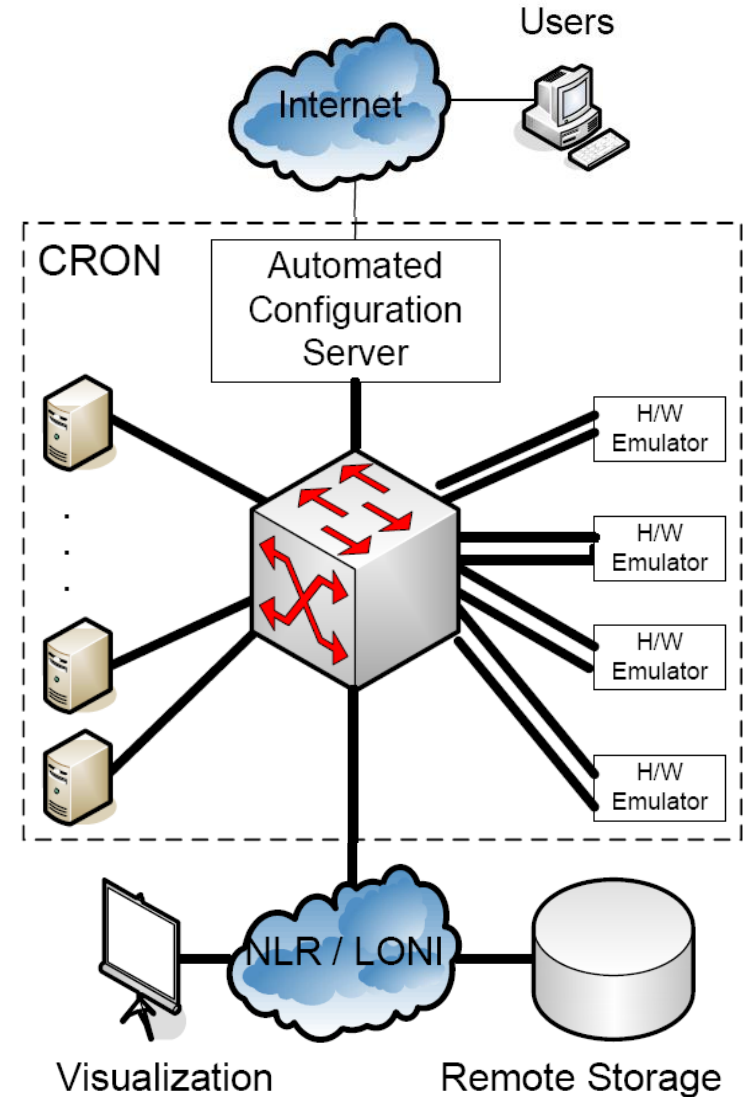 Users
Internet
CRON
Automated
Configuration
Server
H/W
Emulator
H/W
Emulator
H/W
Emulator
H/W
Emulator
NLR / LONI
Visualization
Remote Storage